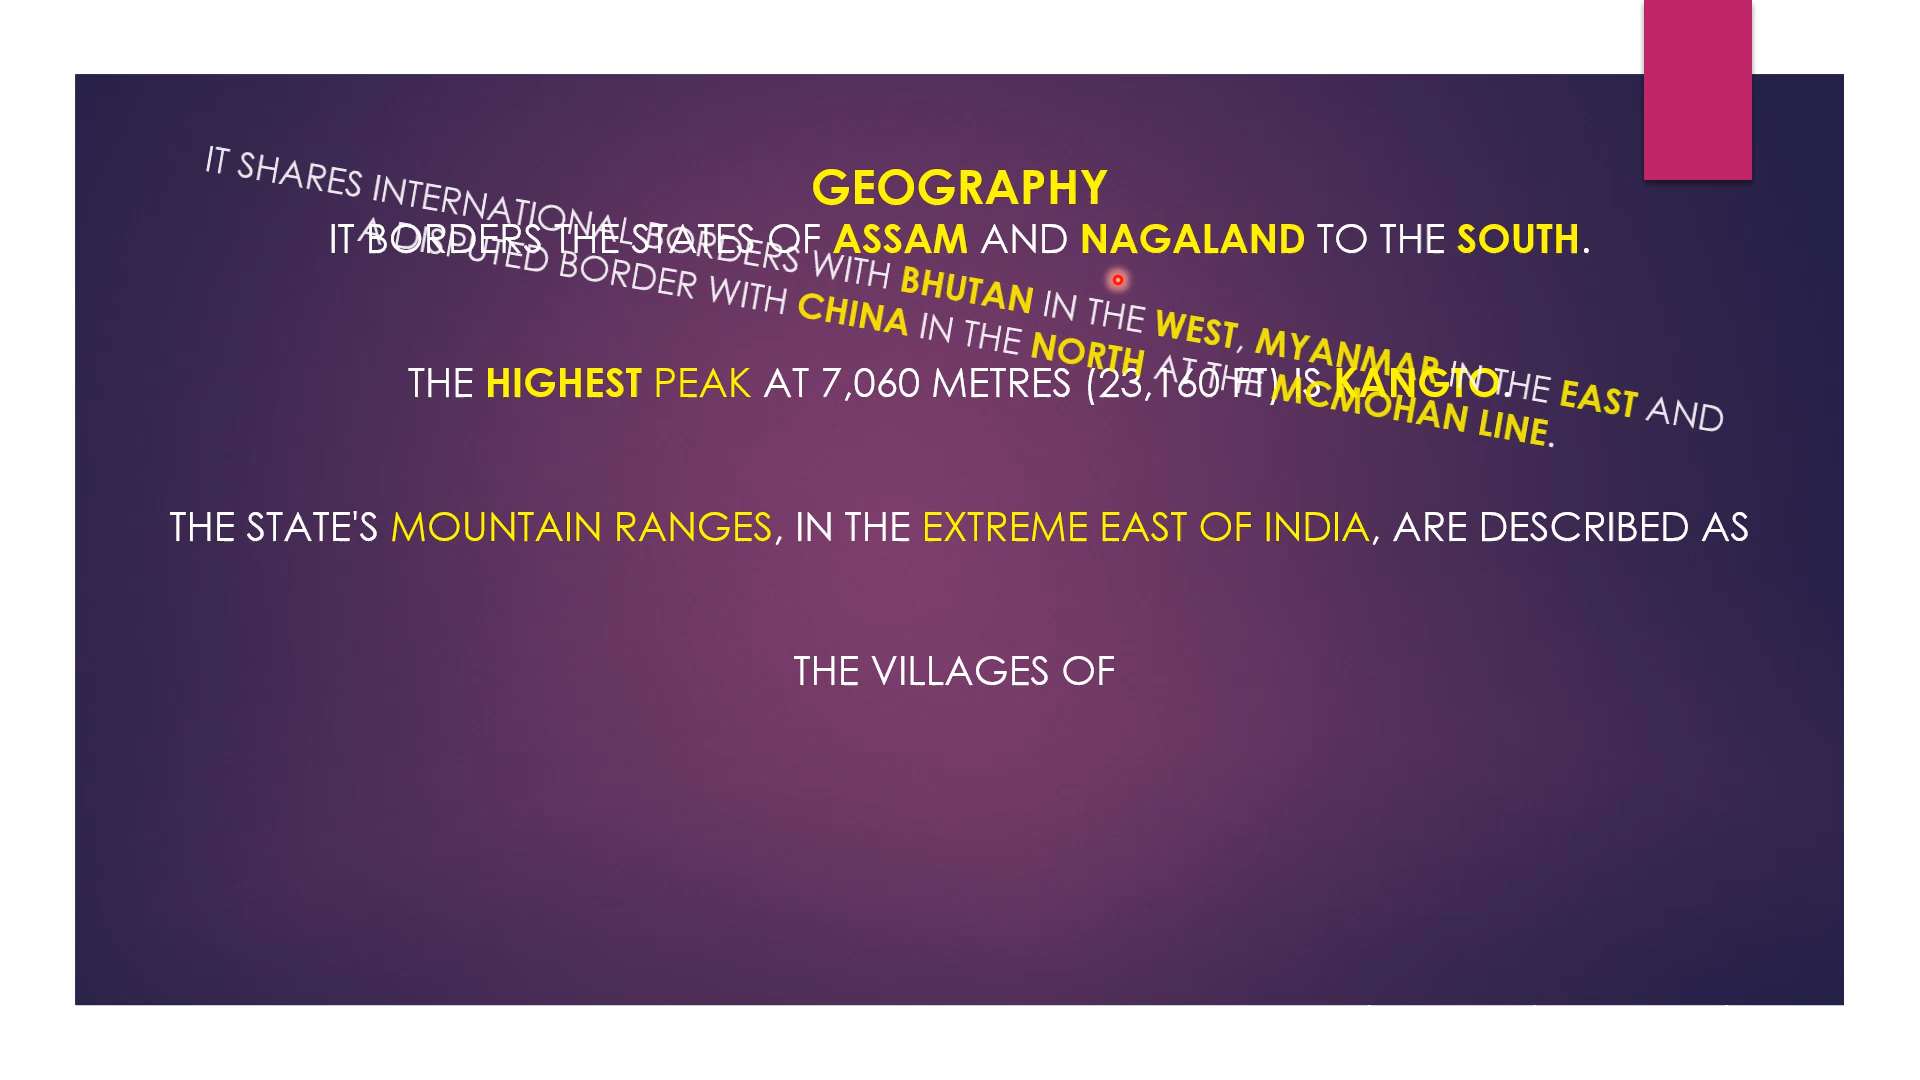 GEOGRAPHY
IT BORDERS THE STATES OF ASSAM AND NAGALAND TO THE SOUTH.
IT SHARES INTERNATIONAL BORDERS WITH BHUTAN IN THE WEST, MYANMAR IN THE EAST AND
A DISPUTED BORDER WITH CHINA IN THE NORTH AT THE MCMOHAN LINE.
THE HIGHEST PEAK AT 7,060 METRES (23,160 FT) IS KANGTO.
THE STATE'S MOUNTAIN RANGES, IN THE EXTREME EAST OF INDIA, ARE DESCRIBED AS
THE VILLAGES OF